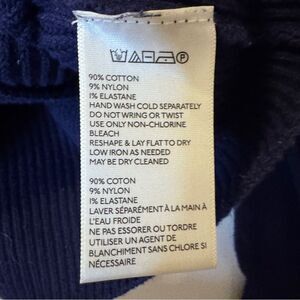 90% COTTON
9% NYLON
1% ELASTANE
HAND WASH COLD SEPARATELY
DO NOT WRING OR TWIST
USE ONLY NON-CHLORINE
BLEACH
RESHAPE & LAY FLAT TO DRY
LOW IRON AS NEEDED
MAY BE DRY CLEANED
90% COTON
9% NYLON
1% ELASTANE
LAVER SÉPARÉMENT À LA MAIN À
L'EAU FROIDE
NE PAS ESSORER OU TORDRE
UTILISER UN AGENT DE
BLANCHIMENT SANS CHLORE SI
NÉCESSAIRE